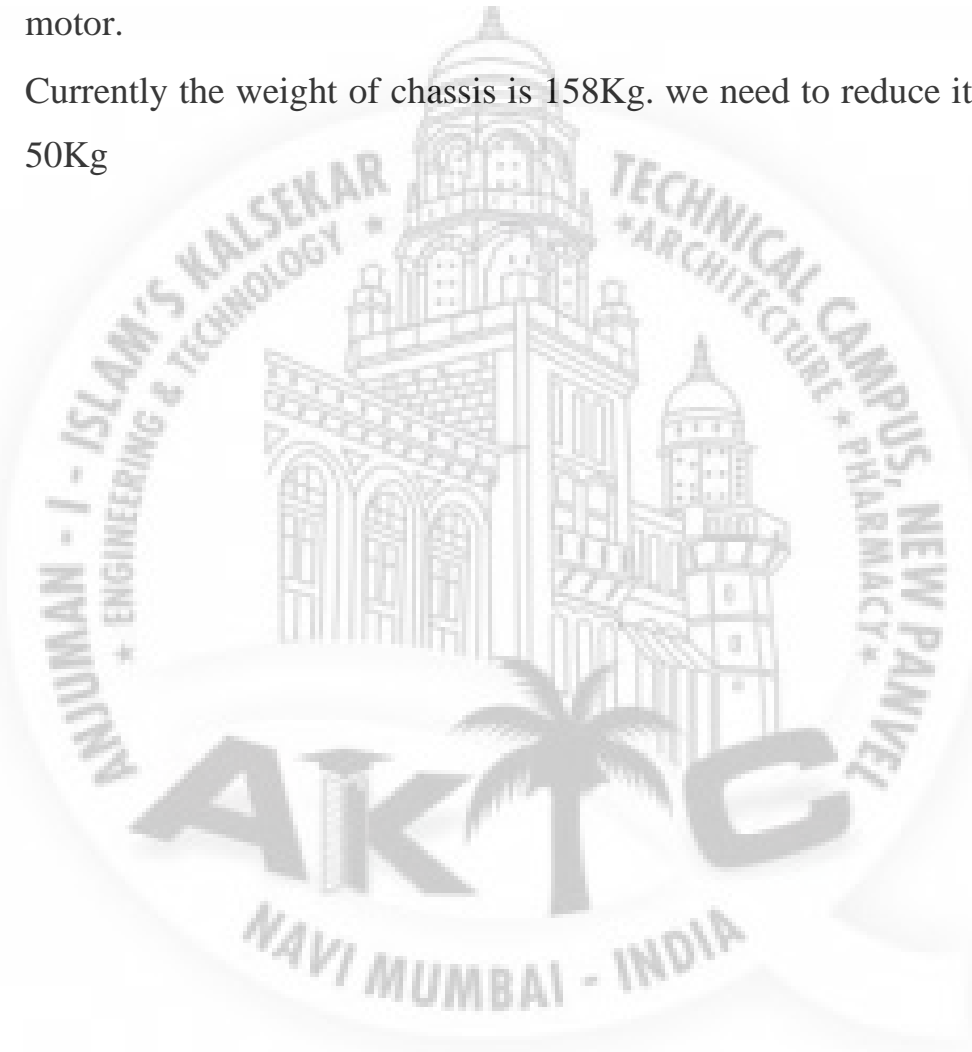 motor.
Currently the weight of chassis is 158Kg. we need to reduce it
50Kg
ANJUMAN - I - ISLAM'S KALSEKAR TECHNICAL CAMPUS, NEW PANVEL
* ENGINEERING & TECHNOLOGY * *ARCHITECTURE * PHARMACY*
AKTC
NAVI MUMBAI - INDIA